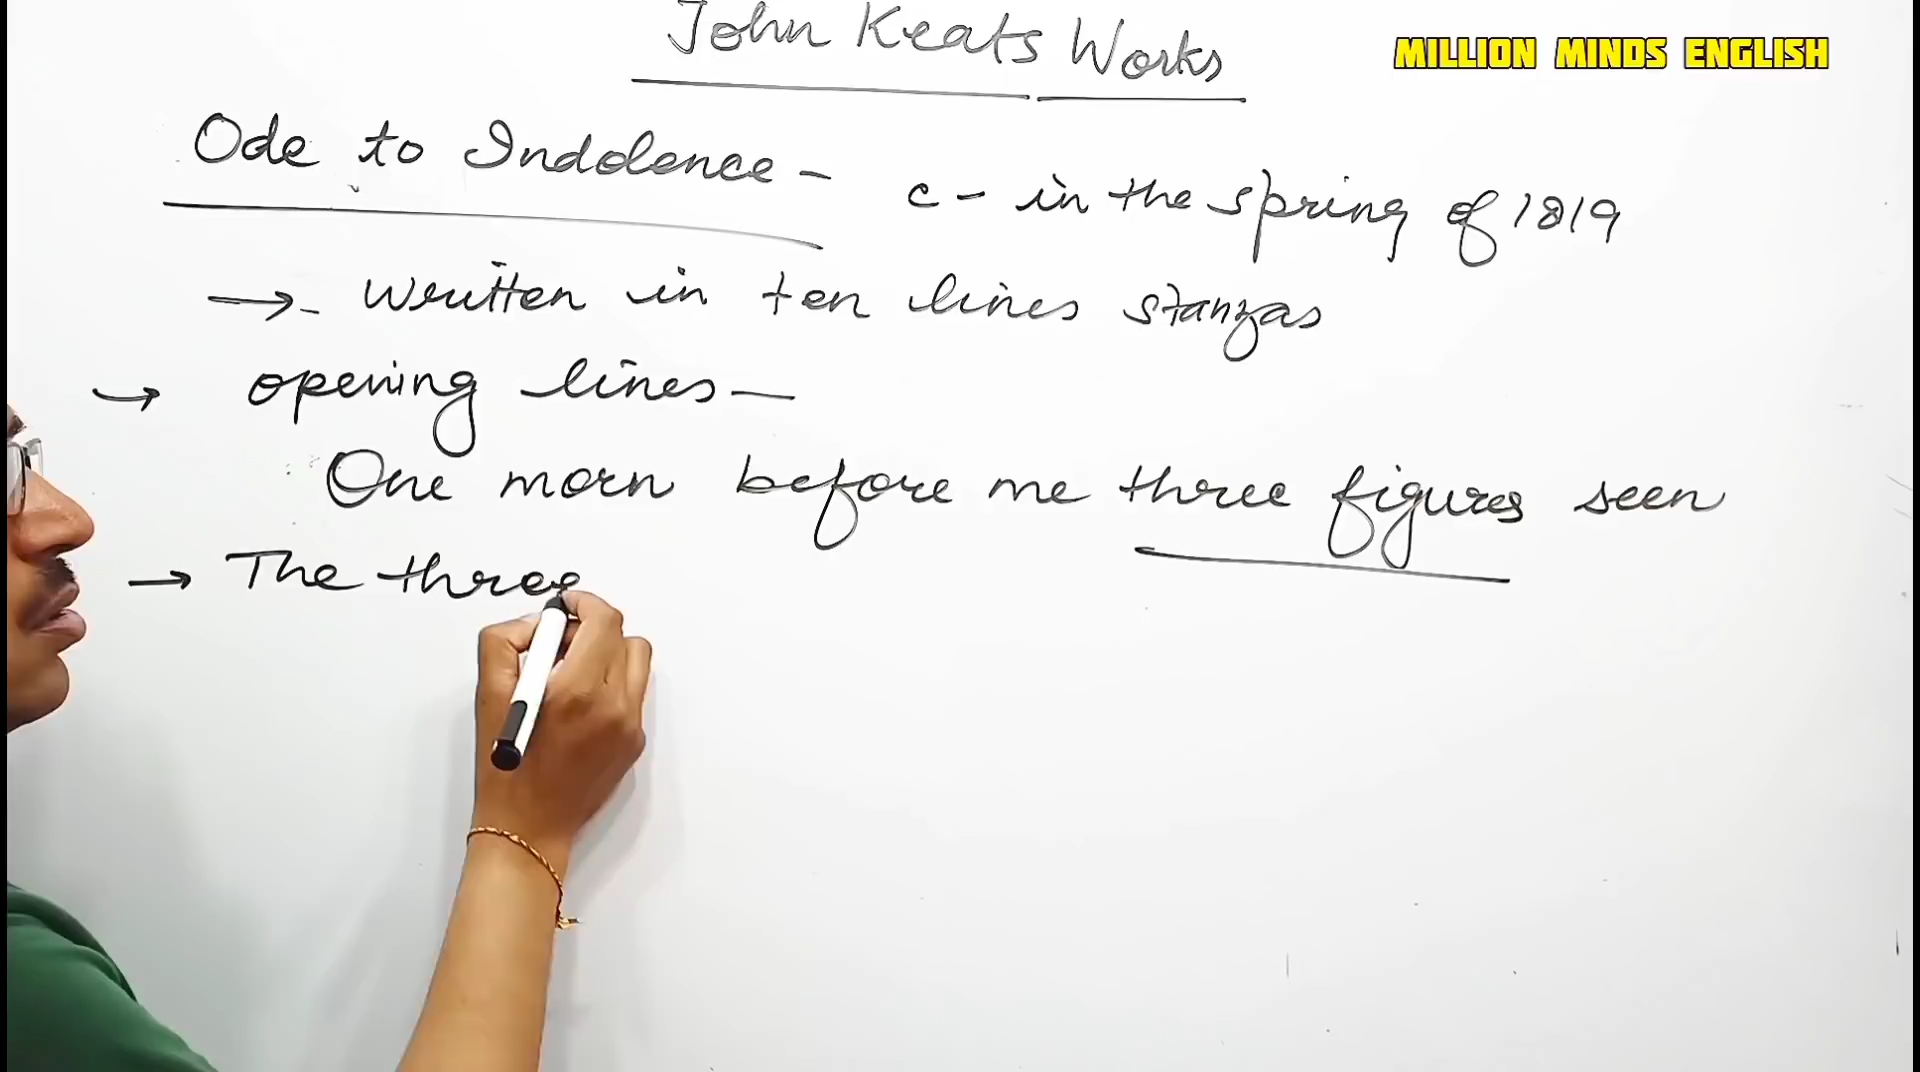 John Keats Works
MILLION MINDS ENGLISH
Ode to Indolence -
c - in the spring of 1819
→ - written in ten lines stanzas
→ opening lines —
One morn before me three figures seen
→ The three